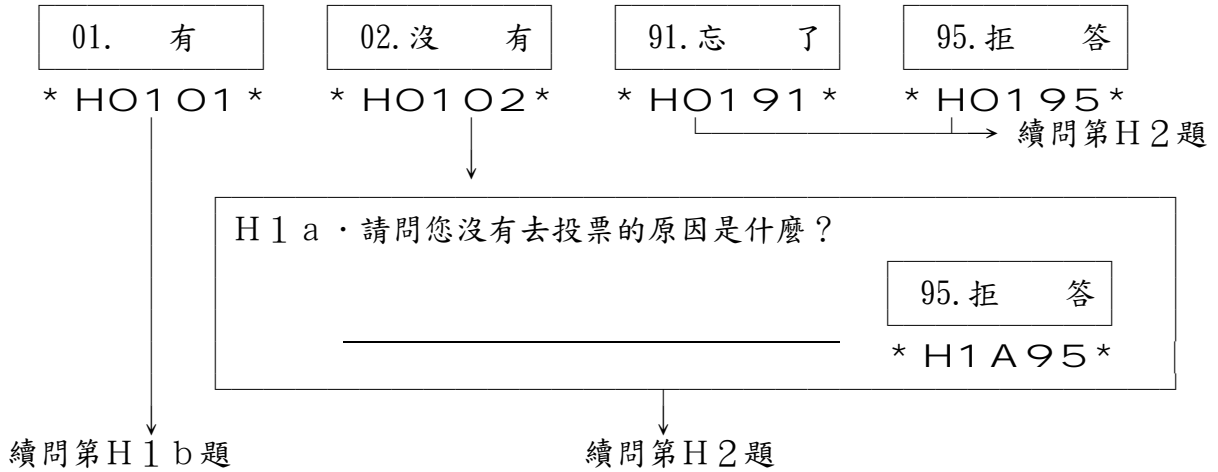 01. 有 02.沒 有 91.忘 了 95.拒 答
*H0101* *H0102* *H0191* *H0195*
續問第H2題
H1a．請問您沒有去投票的原因是什麼？
95.拒 答
*H1A95*
續問第H1b題 續問第H2題